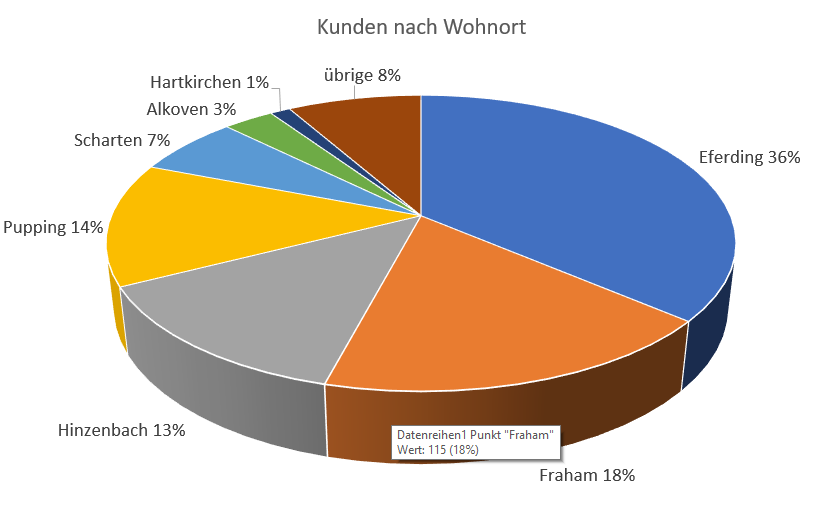 Kunden nach Wohnort
übrige 8%
Hartkirchen 1%
Alkoven 3%
Scharten 7%
Eferding 36%
Pupping 14%
Hinzenbach 13%
Datenreihen1 Punkt "Fraham"
Wert: 115 (18%)
Fraham 18%